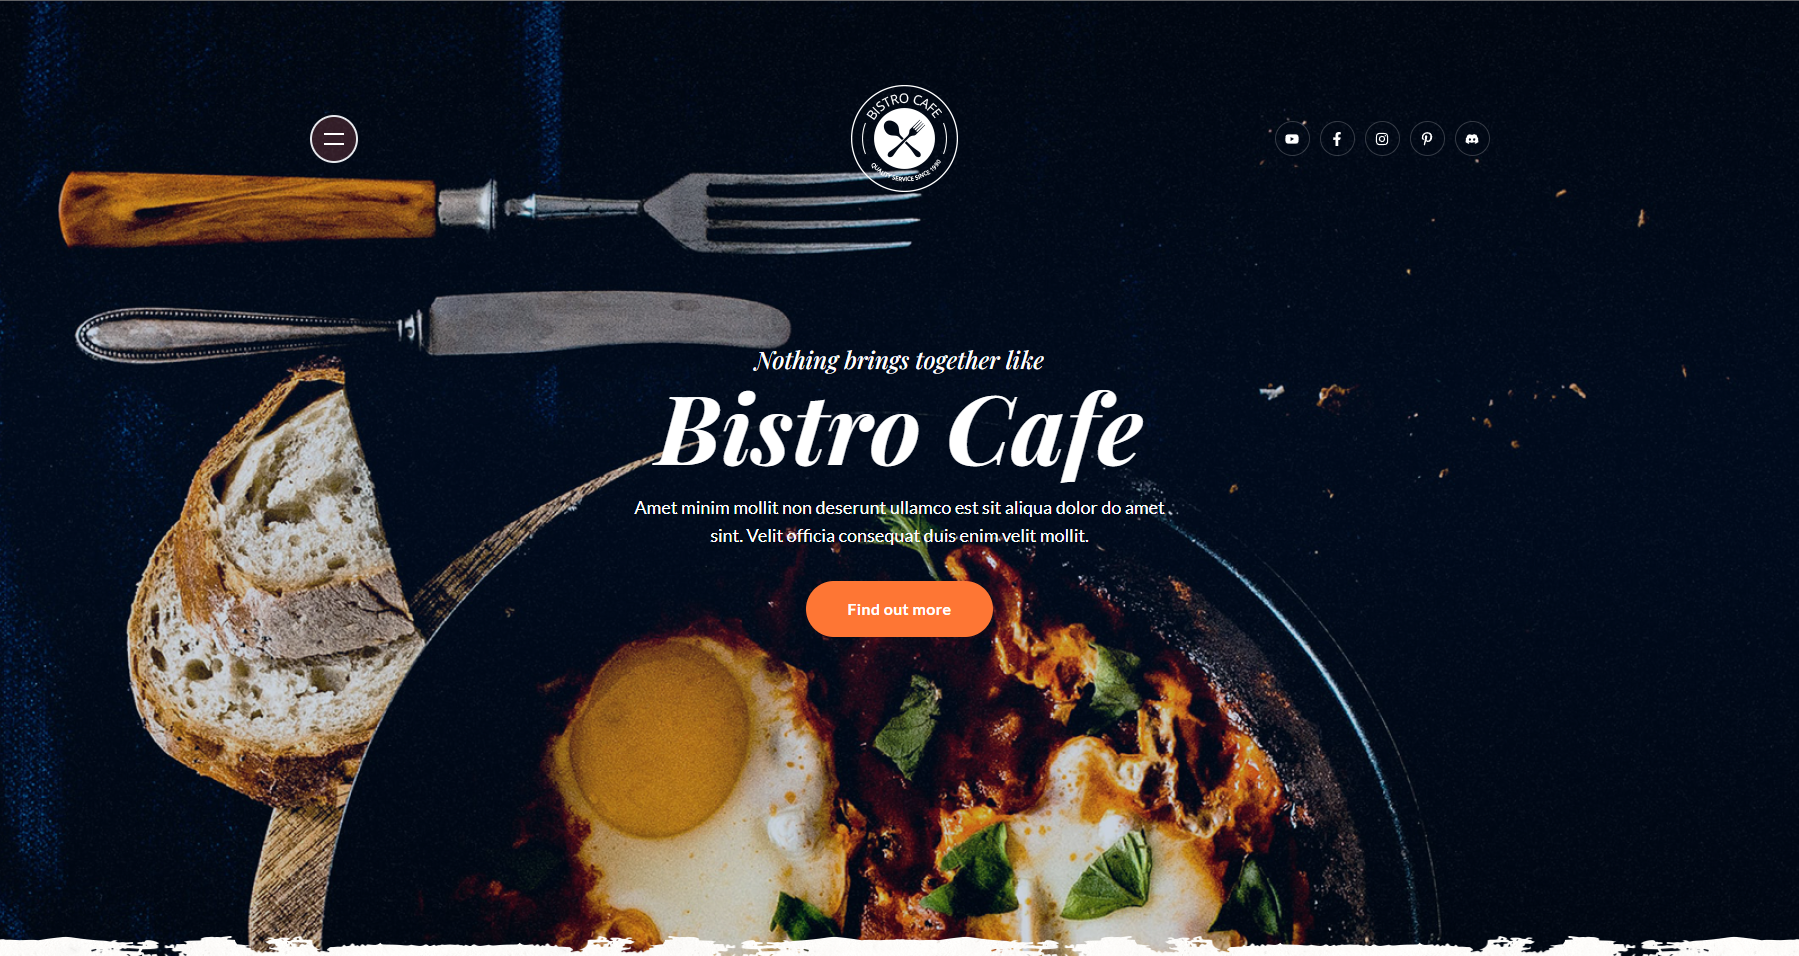 BISTRO CAFE
QUALITY SERVICE SINCE 1990
Nothing brings together like
Bistro Cafe
Amet minim mollit non deserunt ullamco est sit aliqua dolor do amet
sint. Velit officia consequat duis enim velit mollit.
Find out more